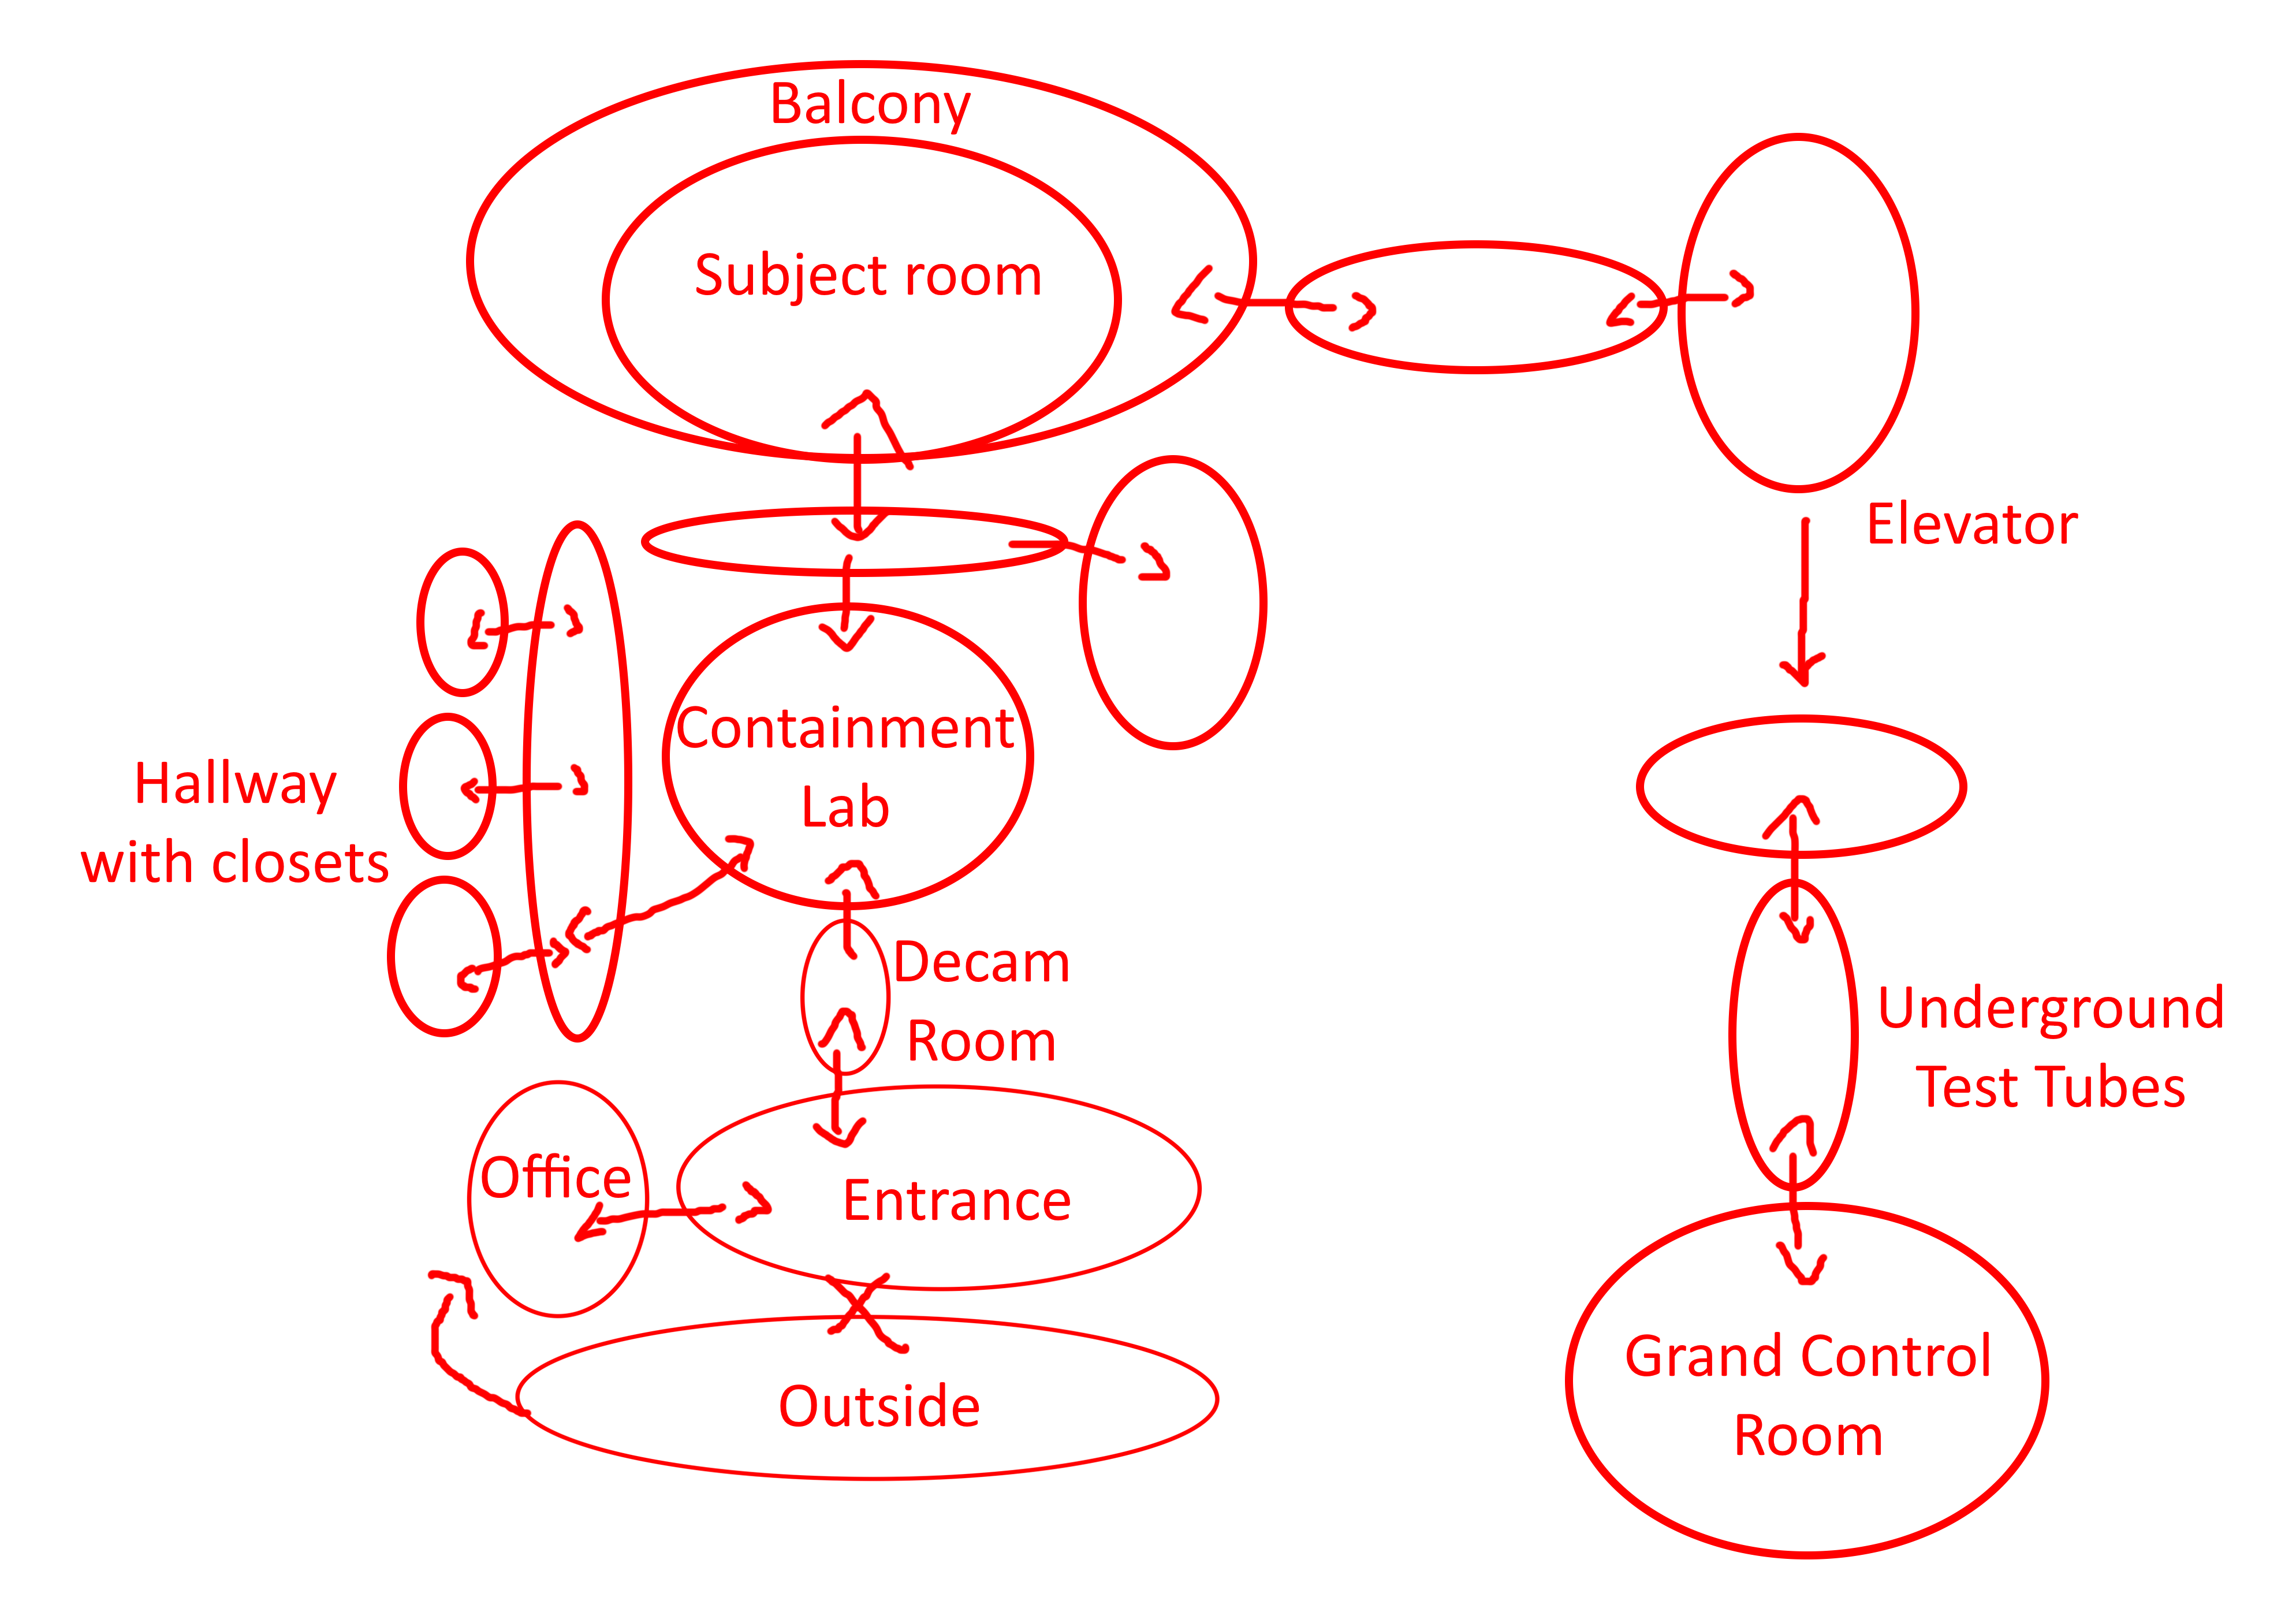 Balcony
Subject room
Elevator
Containment
Lab
Hallway
with closets
Decam
Room
Underground
Test Tubes
Office
Entrance
Grand Control
Room
Outside